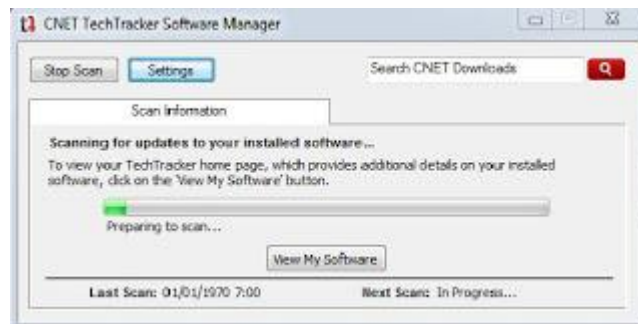 CNET TechTracker Software Manager
Stop Scan Settings Search CNET Downloads
Scan Information
Scanning for updates to your installed software...
To view your TechTracker home page, which provides additional details on your installed
software, click on the 'View My Software' button.
Preparing to scan...
View My Software
Last Scan: 01/01/1970 7:00 Next Scan: In Progress...